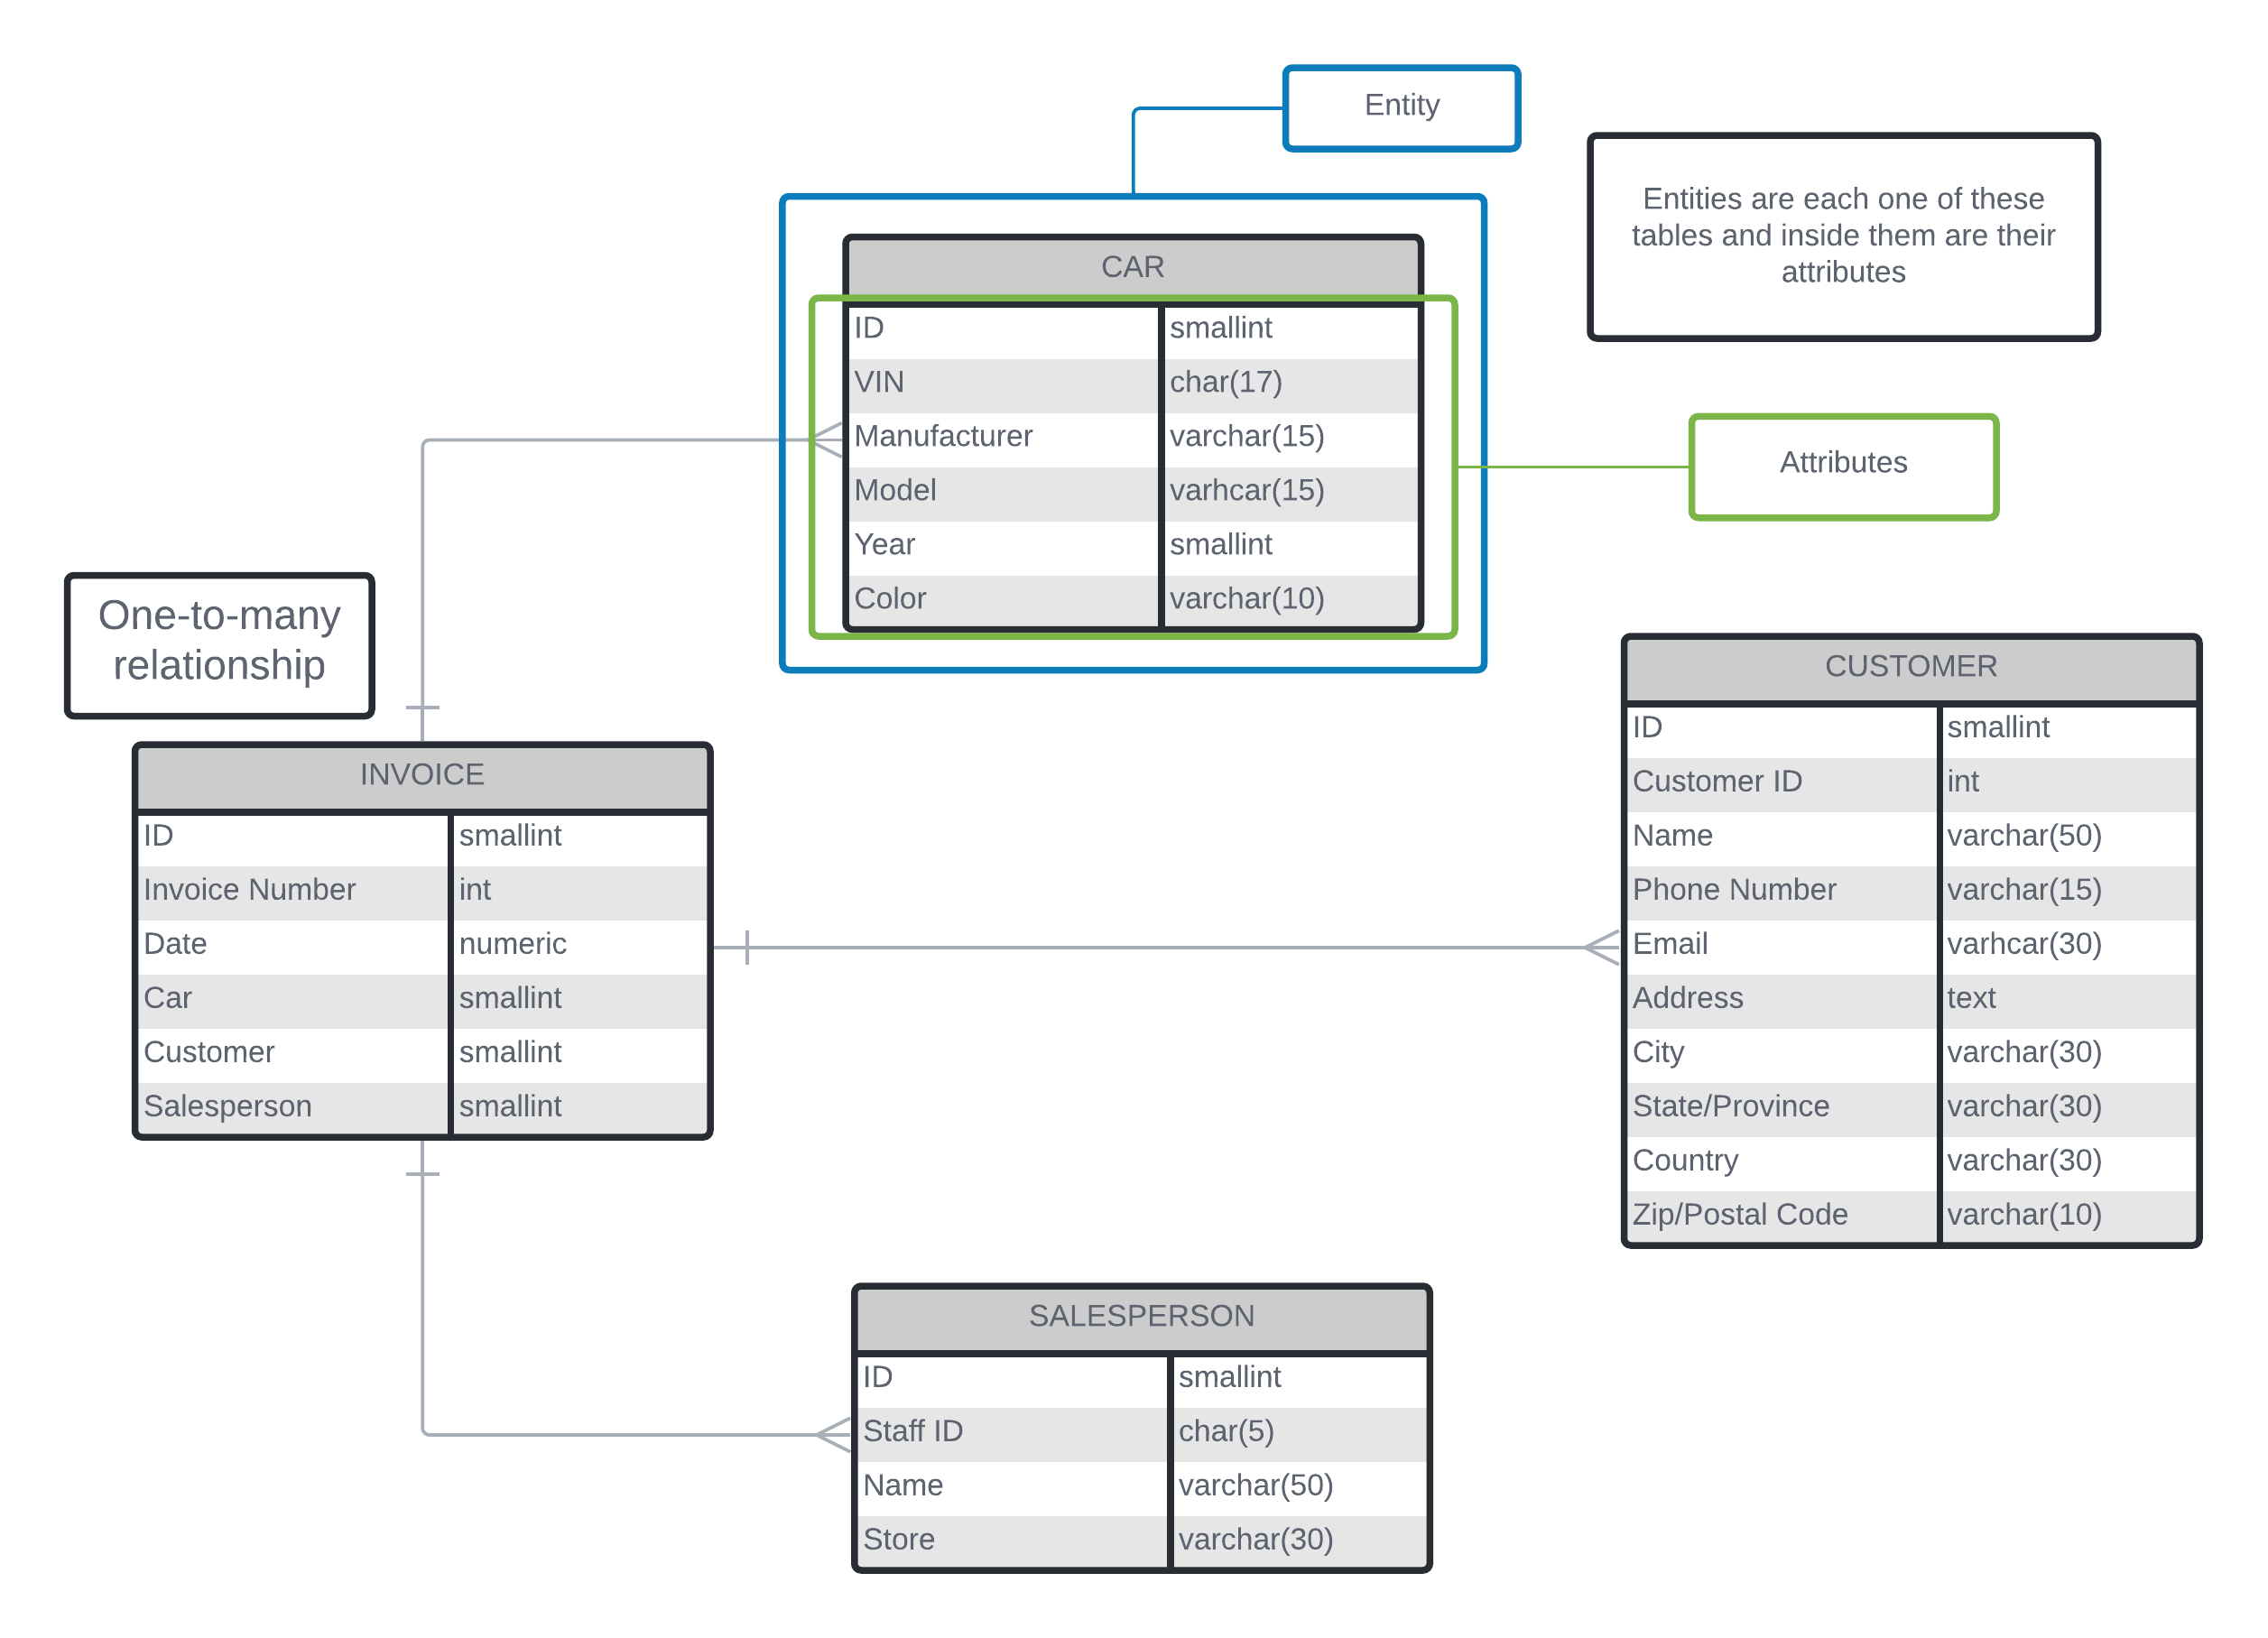 Entity
Entities are each one of these
tables and inside them are their
attributes
CAR
ID smallint
VIN char(17)
Manufacturer varchar(15)
Model varhcar(15)
Year smallint
Color varchar(10)
Attributes
One-to-many
relationship
INVOICE
ID smallint
Invoice Number int
Date numeric
Car smallint
Customer smallint
Salesperson smallint
CUSTOMER
ID smallint
Customer ID int
Name varchar(50)
Phone Number varchar(15)
Email varhcar(30)
Address text
City varchar(30)
State/Province varchar(30)
Country varchar(30)
Zip/Postal Code varchar(10)
SALESPERSON
ID smallint
Staff ID char(5)
Name varchar(50)
Store varchar(30)